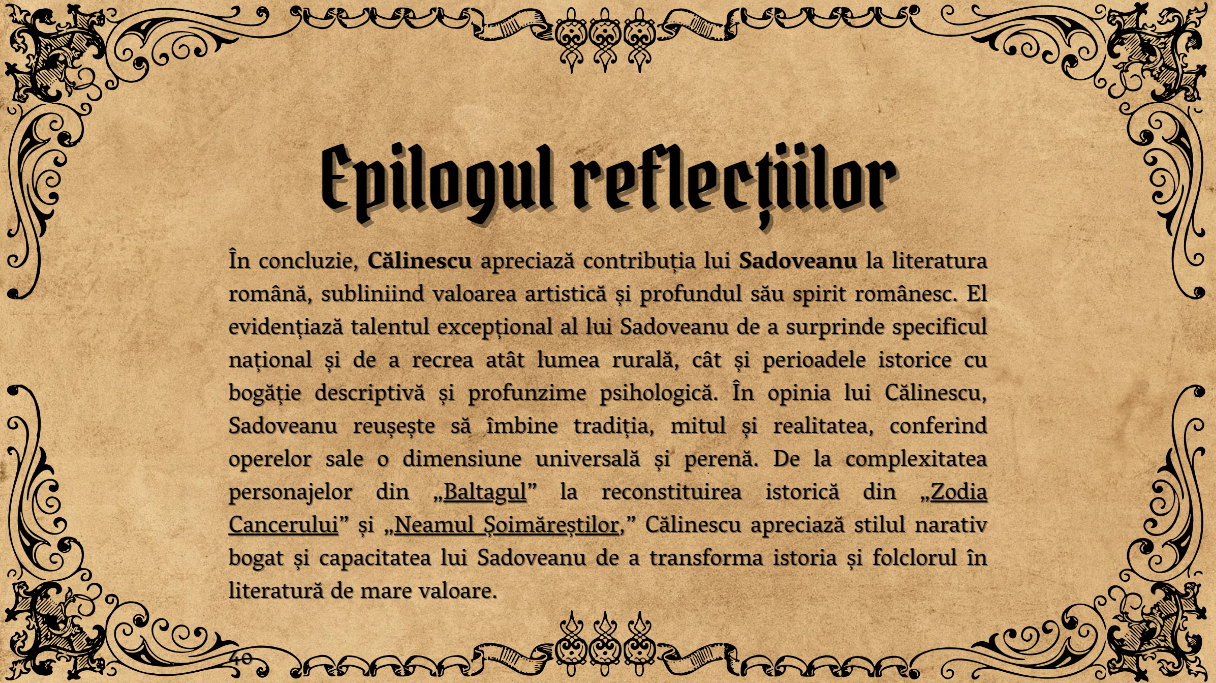 Epilogul reflecțiilor
În concluzie, Călinescu apreciază contribuția lui Sadoveanu la literatura
română, subliniind valoarea artistică și profundul său spirit românesc. El
evidențiază talentul excepțional al lui Sadoveanu de a surprinde specificul
național și de a recrea atât lumea rurală, cât și perioadele istorice cu
bogăție descriptivă și profunzime psihologică. În opinia lui Călinescu,
Sadoveanu reușește să îmbine tradiția, mitul și realitatea, conferind
operelor sale o dimensiune universală și perenă. De la complexitatea
personajelor din „Baltagul” la reconstituirea istorică din „Zodia
Cancerului” și „Neamul Șoimăreștilor,” Călinescu apreciază stilul narativ
bogat și capacitatea lui Sadoveanu de a transforma istoria și folclorul în
literatură de mare valoare.
40